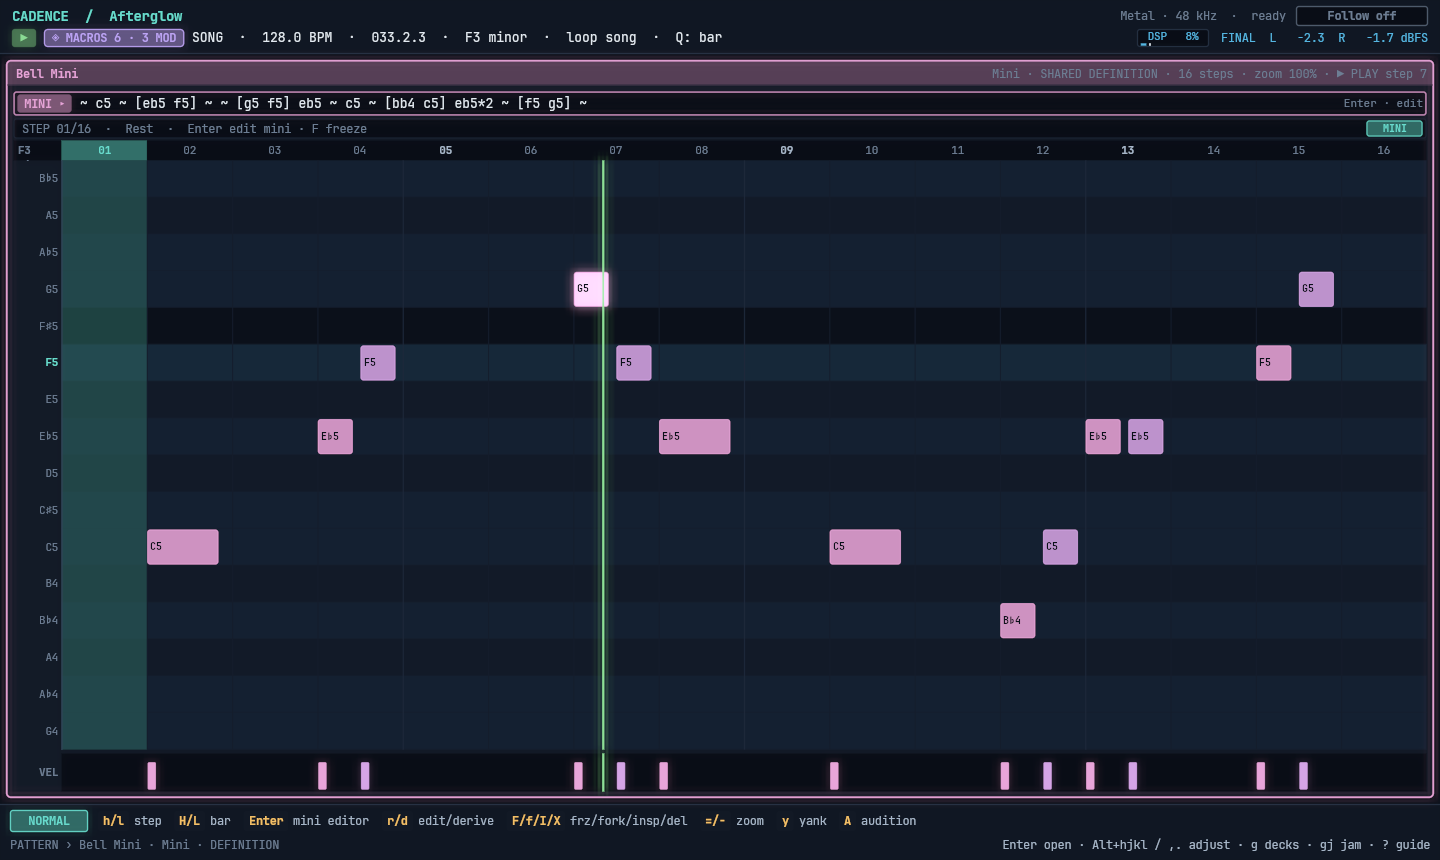 CADENCE / Afterglow
Metal · 48 kHz · ready Follow off
▶ ◈ MACROS 6 · 3 MOD SONG · 128.0 BPM · 033.2.3 · F3 minor · loop song · Q: bar
DSP 8% FINAL L -2.3 R -1.7 dBFS
Bell Mini Mini · SHARED DEFINITION · 16 steps · zoom 100% · ▶ PLAY step 7
MINI ▸ ~ c5 ~ [eb5 f5] ~ ~ [g5 f5] eb5 ~ c5 ~ [bb4 c5] eb5*2 ~ [f5 g5] ~ Enter · edit
STEP 01/16 · Rest · Enter edit mini · F freeze MINI
F3 01 02 03 04 05 06 07 08 09 10 11 12 13 14 15 16
B♭5
A5
A♭5
G5 G5 G5
F♯5
F5 F5 F5 F5
E5
E♭5 E♭5 E♭5 E♭5 E♭5
D5
C♯5
C5 C5 C5 C5
B4
B♭4 B♭4
A4
A♭4
G4
VEL
NORMAL h/l step H/L bar Enter mini editor r/d edit/derive F/f/I/X frz/fork/insp/del =/- zoom y yank A audition
PATTERN › Bell Mini · Mini · DEFINITION Enter open · Alt+hjkl / ,. adjust · g decks · gj jam · ? guide